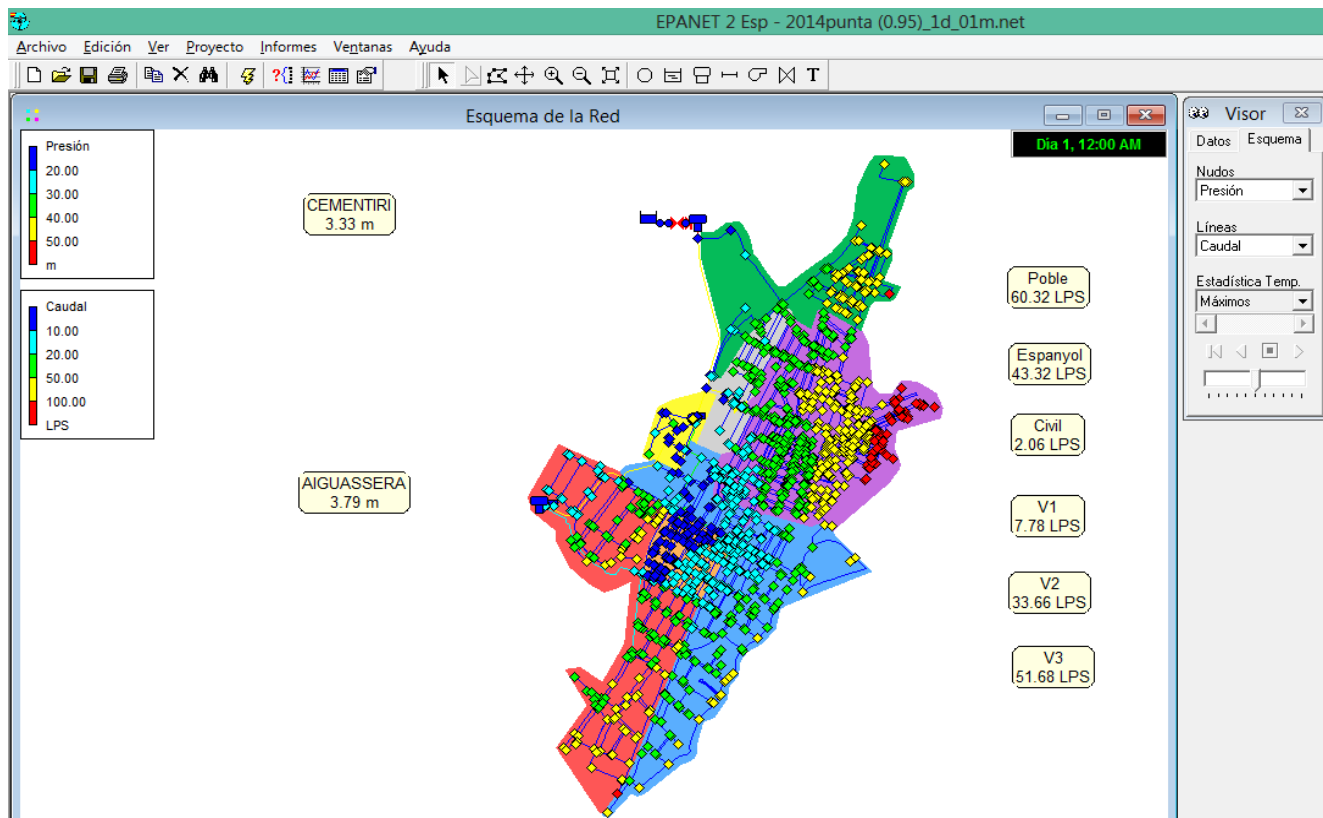 EPANET 2 Esp - 2014punta (0.95)_1d_01m.net
Archivo Edición Ver Proyecto Informes Ventanas Ayuda
T
Esquema de la Red
Presión
20.00
30.00
40.00
50.00
m
Caudal
10.00
20.00
50.00
100.00
LPS
CEMENTIRI
3.33 m
AIGUASSERA
3.79 m
Día 1, 12:00 AM
Poble
60.32 LPS
Espanyol
43.32 LPS
Civil
2.06 LPS
V1
7.78 LPS
V2
33.66 LPS
V3
51.68 LPS
Visor
Datos Esquema
Nudos
Presión
Líneas
Caudal
Estadística Temp.
Máximos